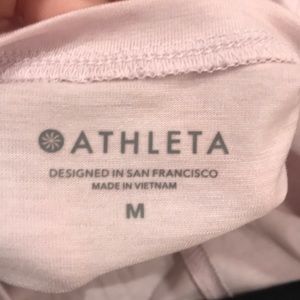 ATHLETA
DESIGNED IN SAN FRANCISCO
MADE IN VIETNAM
M